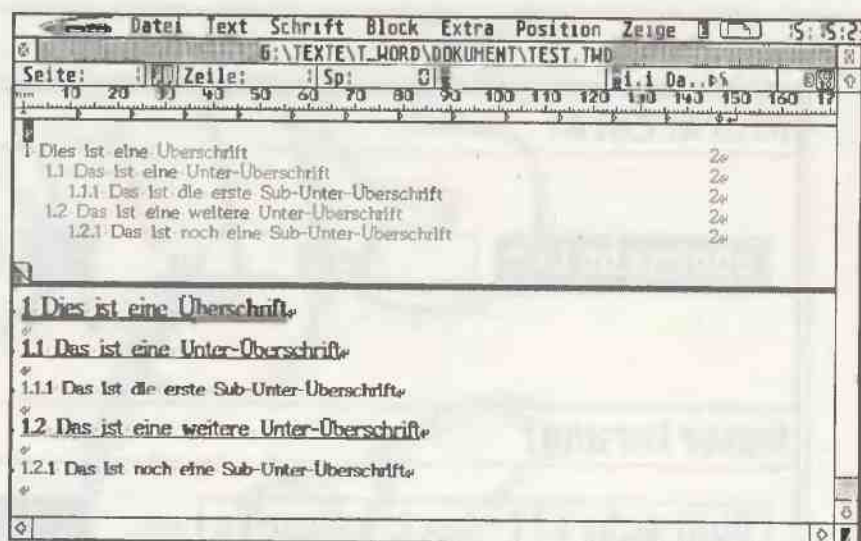 Datei Text Schrift Block Extra Position Zeige
G:\TEXTE\T_WORD\DOKUMENT\TEST.TWD
Seite: Zeile: Sp:
mm 10 20 30 40 50 60 70 80 90 100 110 120 130 140 150 160 17
1 Dies ist eine Überschrift 2
1.1 Das ist eine Unter-Überschrift 2
1.1.1 Das ist die erste Sub-Unter-Überschrift 2
1.2 Das ist eine weitere Unter-Überschrift 2
1.2.1 Das ist noch eine Sub-Unter-Überschrift 2
1 Dies ist eine Überschrift
1.1 Das ist eine Unter-Überschrift
1.1.1 Das ist die erste Sub-Unter-Überschrift
1.2 Das ist eine weitere Unter-Überschrift
1.2.1 Das ist noch eine Sub-Unter-Überschrift